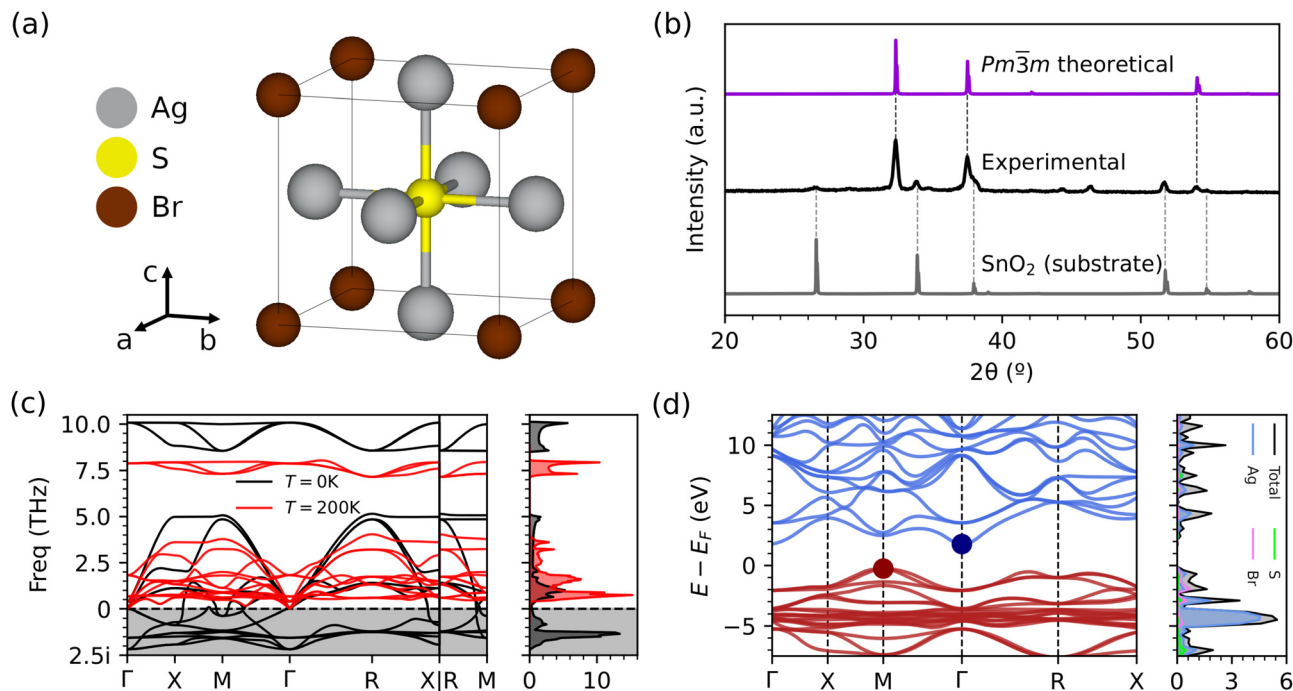 (a)
Ag
S
Br
c
a
b
(b)
Intensity (a.u.)
Pm3̅m theoretical
Experimental
SnO₂ (substrate)
20
30
40
50
60
2θ (º)
(c)
Freq (THz)
10.0
7.5
5.0
2.5
0
2.5i
T = 0K
T = 200K
Γ
X
M
Γ
R
X|R
M
0
10
(d)
E − E_F (eV)
10
5
0
−5
Γ
X
M
Γ
R
X
Total
Ag
S
Br
0
3
6